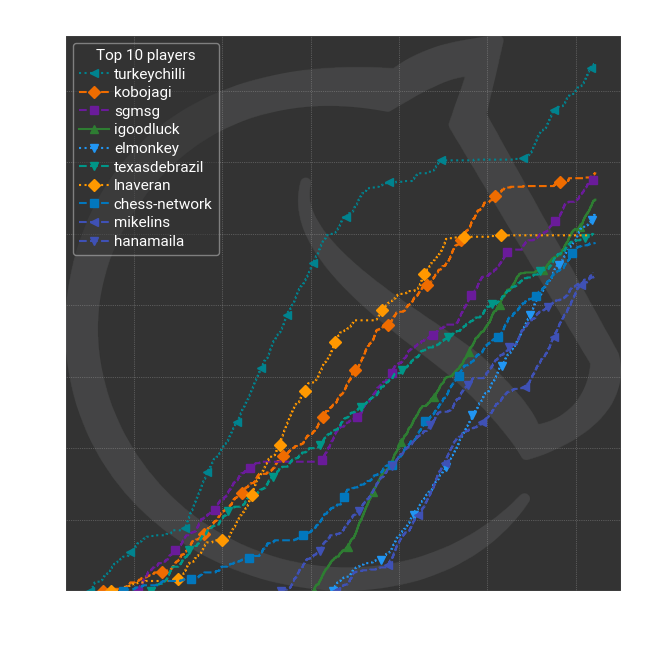 Top 10 players
turkeychilli
kobojagi
sgmsg
igoodluck
elmonkey
texasdebrazil
lnaveran
chess-network
mikelins
hanamaila